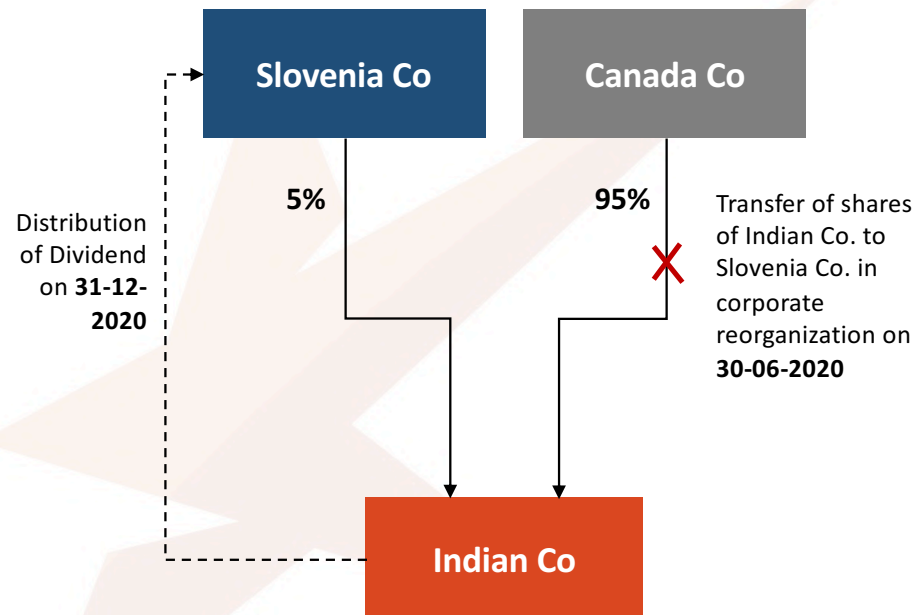 Slovenia Co
Canada Co
5%
95%
Distribution
of Dividend
on 31-12-
2020
Transfer of shares
of Indian Co. to
Slovenia Co. in
corporate
reorganization on
30-06-2020
Indian Co